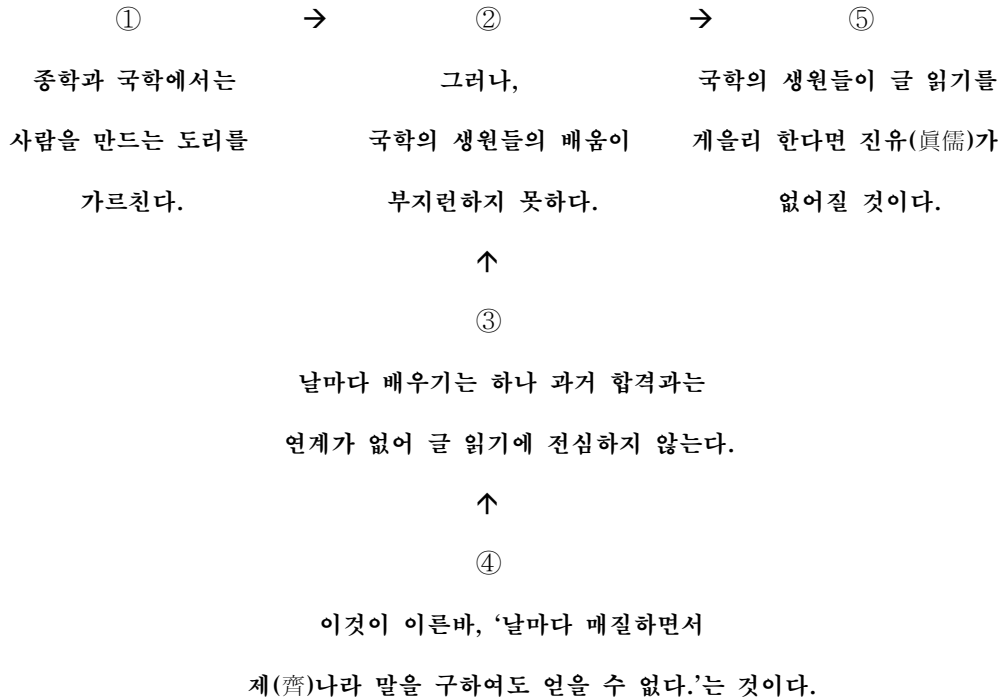 ① → ② → ⑤
종학과 국학에서는
사람을 만드는 도리를
가르친다.
그러나,
국학의 생원들의 배움이
부지런하지 못하다.
국학의 생원들이 글 읽기를
게을리 한다면 진유(眞儒)가
없어질 것이다.
↑
③
날마다 배우기는 하나 과거 합격과는
연계가 없어 글 읽기에 전심하지 않는다.
↑
④
이것이 이른바, ‘날마다 매질하면서
제(齊)나라 말을 구하여도 얻을 수 없다.’는 것이다.